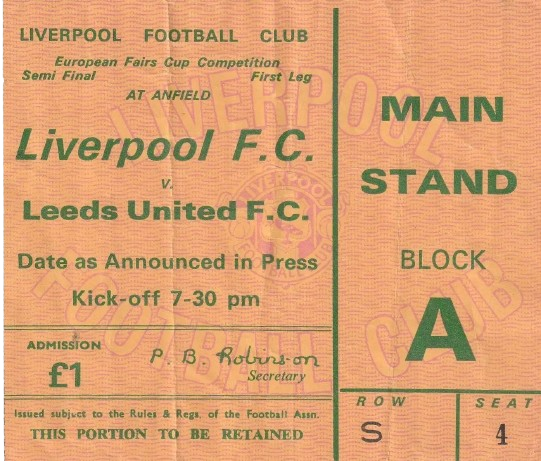 LIVERPOOL FOOTBALL CLUB
European Fairs Cup Competition
Semi Final First Leg
AT ANFIELD
Liverpool F.C.
v.
Leeds United F.C.
Date as Announced in Press
Kick-off 7-30 pm
ADMISSION
£1
P. B. Robinson
Secretary
Issued subject to the Rules & Regs. of the Football Assn.
THIS PORTION TO BE RETAINED
MAIN
STAND
BLOCK
A
ROW SEAT
S 4
LIVERPOOL
FOOTBALL CLUB
LIVERPOOL